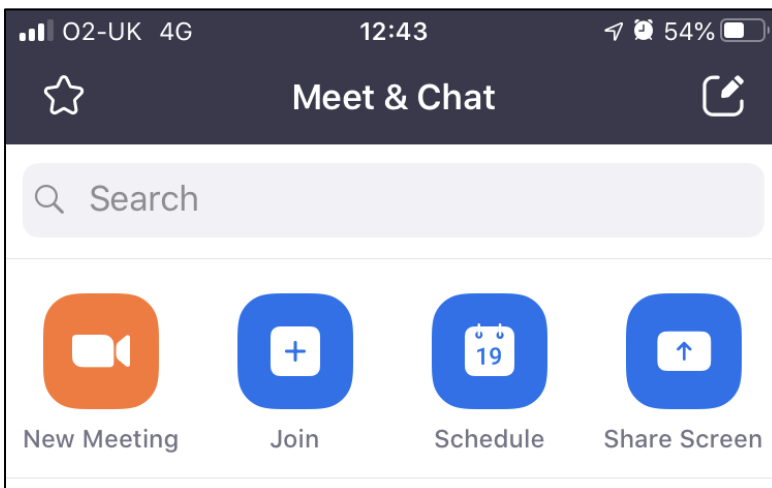 O2-UK 4G 12:43 54%
Meet & Chat
Search
19
New Meeting Join Schedule Share Screen